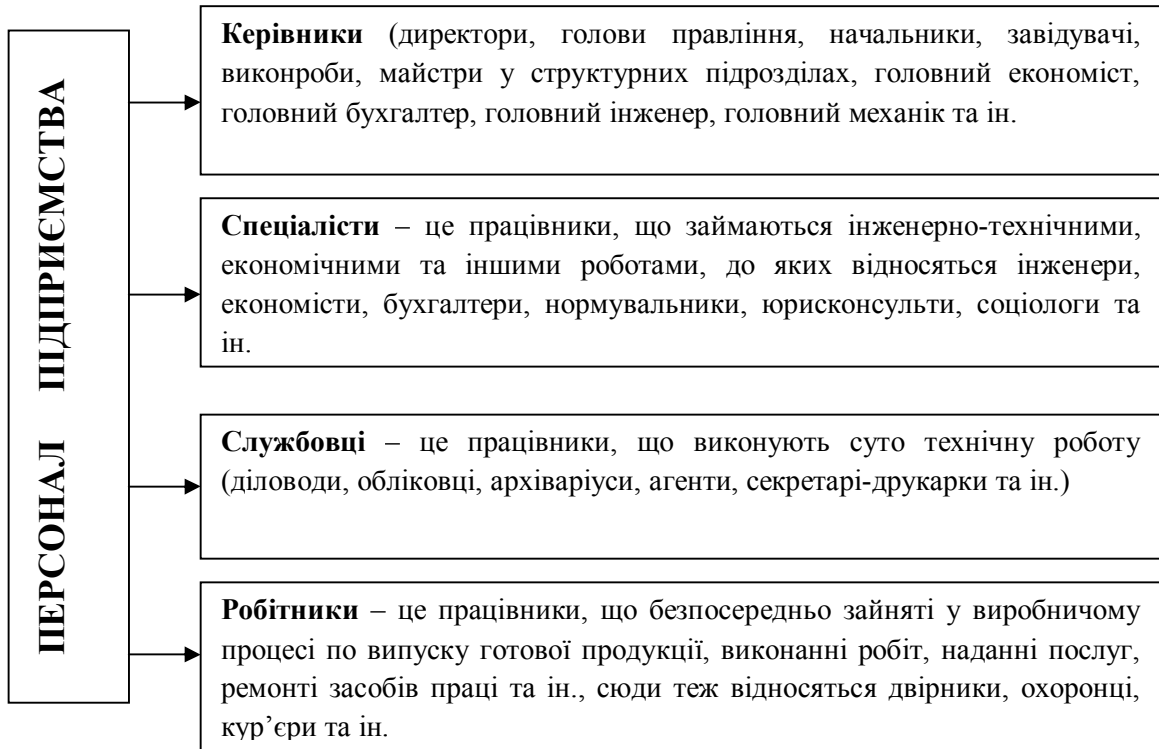 ПЕРСОНАЛ ПІДПРИЄМСТВА
Керівники (директори, голови правління, начальники, завідувачі,
виконроби, майстри у структурних підрозділах, головний економіст,
головний бухгалтер, головний інженер, головний механік та ін.
Спеціалісти – це працівники, що займаються інженерно-технічними,
економічними та іншими роботами, до яких відносяться інженери,
економісти, бухгалтери, нормувальники, юрисконсульти, соціологи та
ін.
Службовці – це працівники, що виконують суто технічну роботу
(діловоди, обліковці, архіваріуси, агенти, секретарі-друкарки та ін.)
Робітники – це працівники, що безпосередньо зайняті у виробничому
процесі по випуску готової продукції, виконанні робіт, наданні послуг,
ремонті засобів праці та ін., сюди теж відносяться двірники, охоронці,
кур’єри та ін.